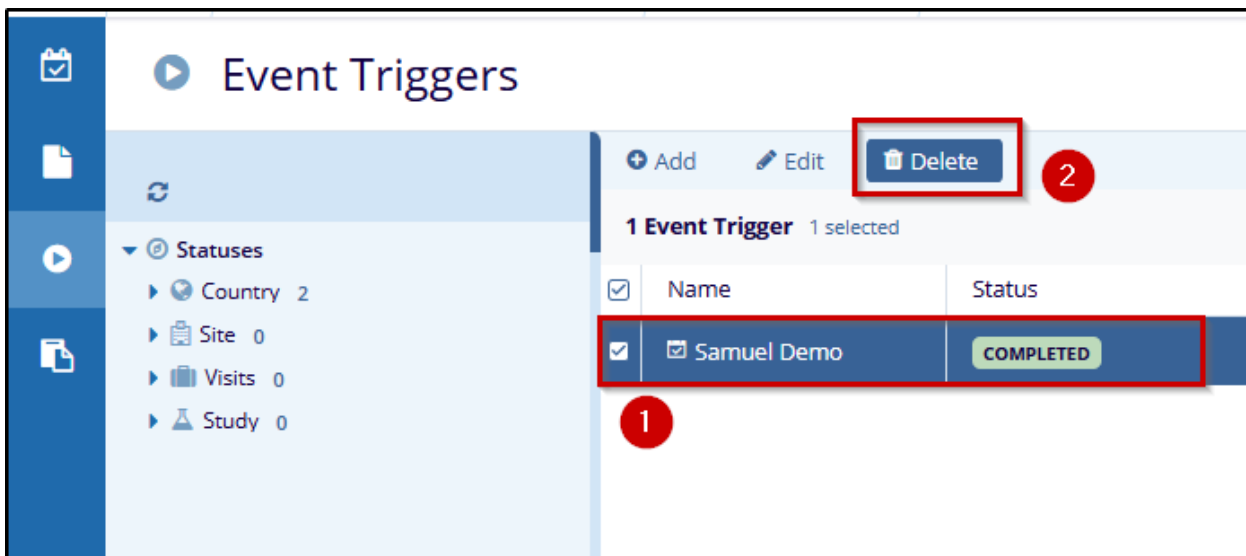 Event Triggers
Add Edit Delete
2
1 Event Trigger 1 selected
Statuses
Country 2
Site 0
Visits 0
Study 0
Name Status
Samuel Demo COMPLETED
1